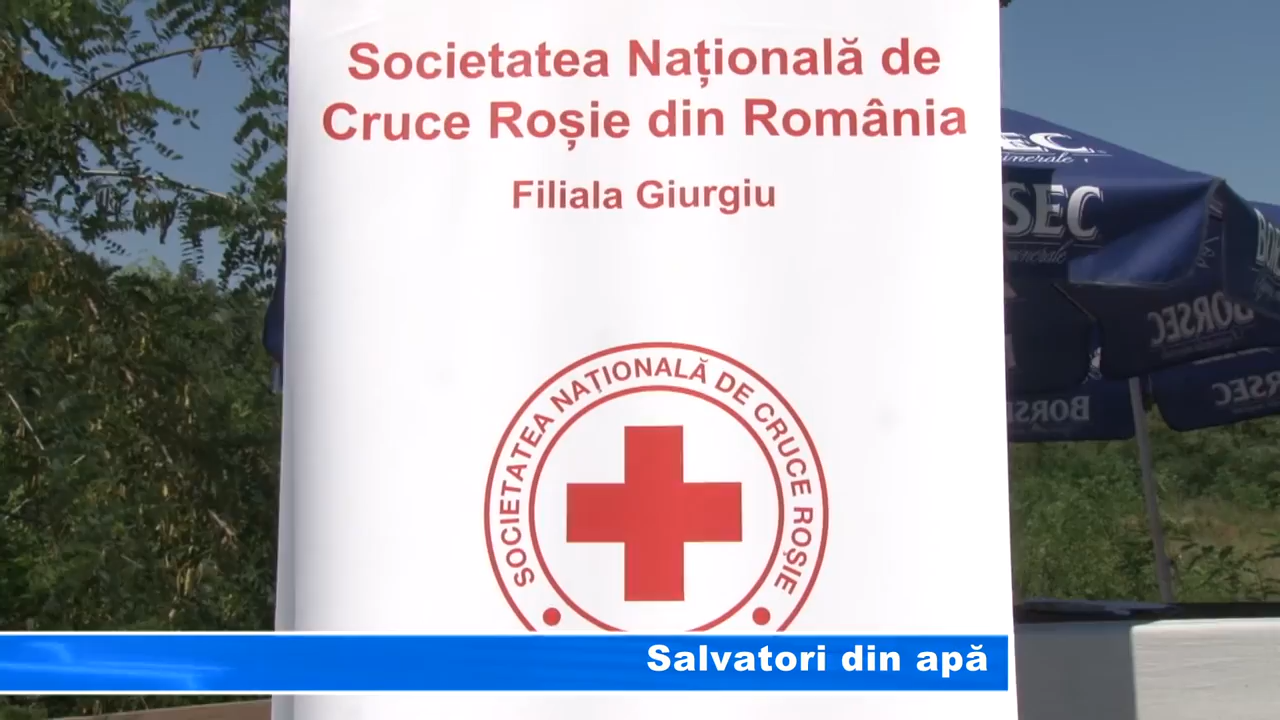 Societatea Națională de
Cruce Roșie din România
Filiala Giurgiu
SOCIETATEA NAȚIONALĂ DE CRUCE ROȘIE
SEC
BORSEC
BORSEC
Salvatori din apă